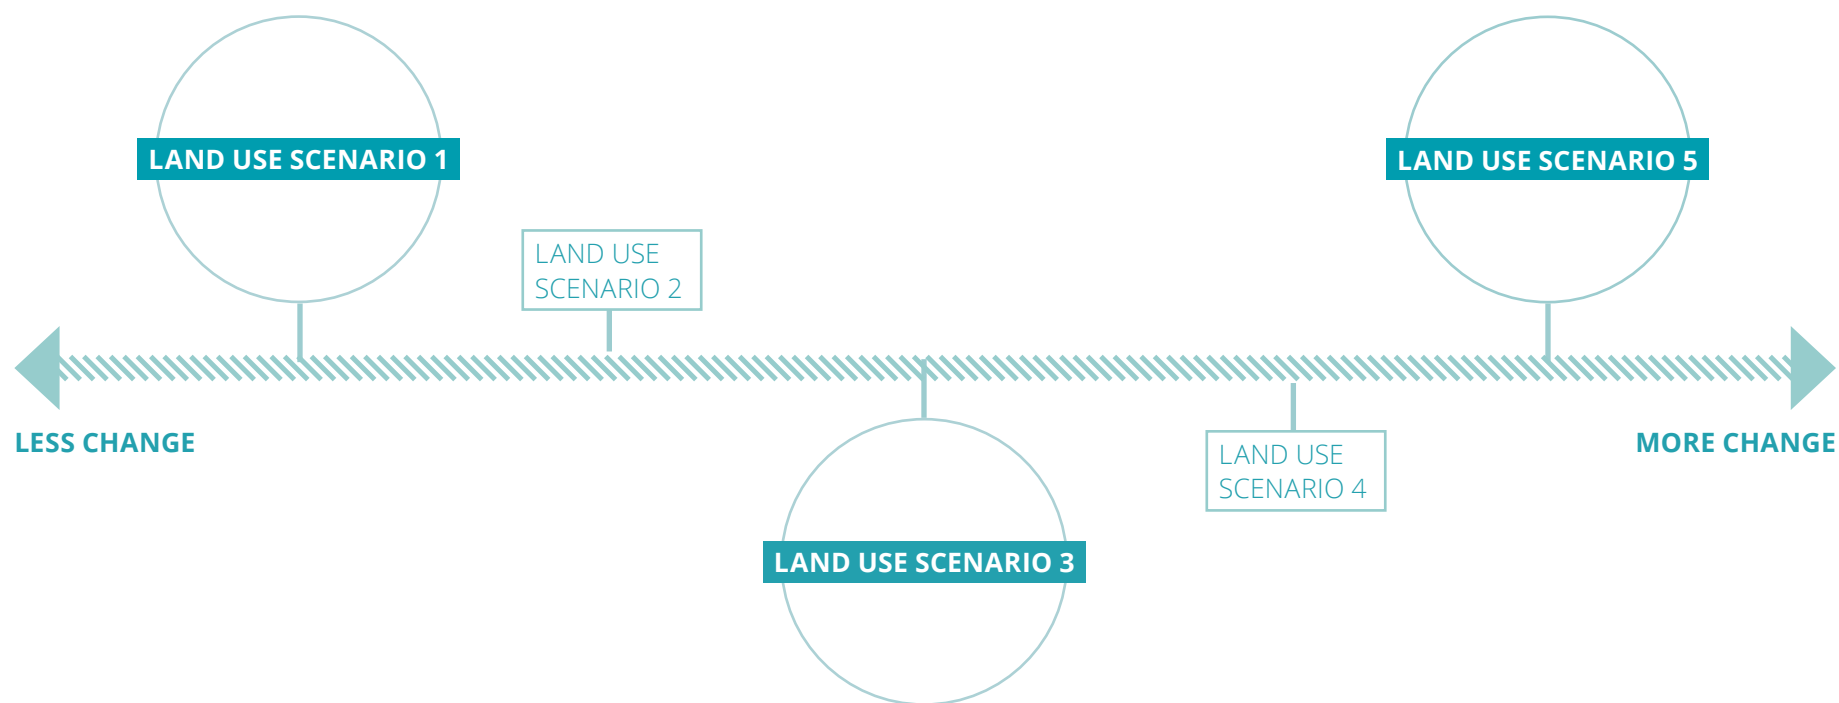 LAND USE SCENARIO 1
LAND USE SCENARIO 5
LAND USE
SCENARIO 2
LESS CHANGE
MORE CHANGE
LAND USE
SCENARIO 4
LAND USE SCENARIO 3